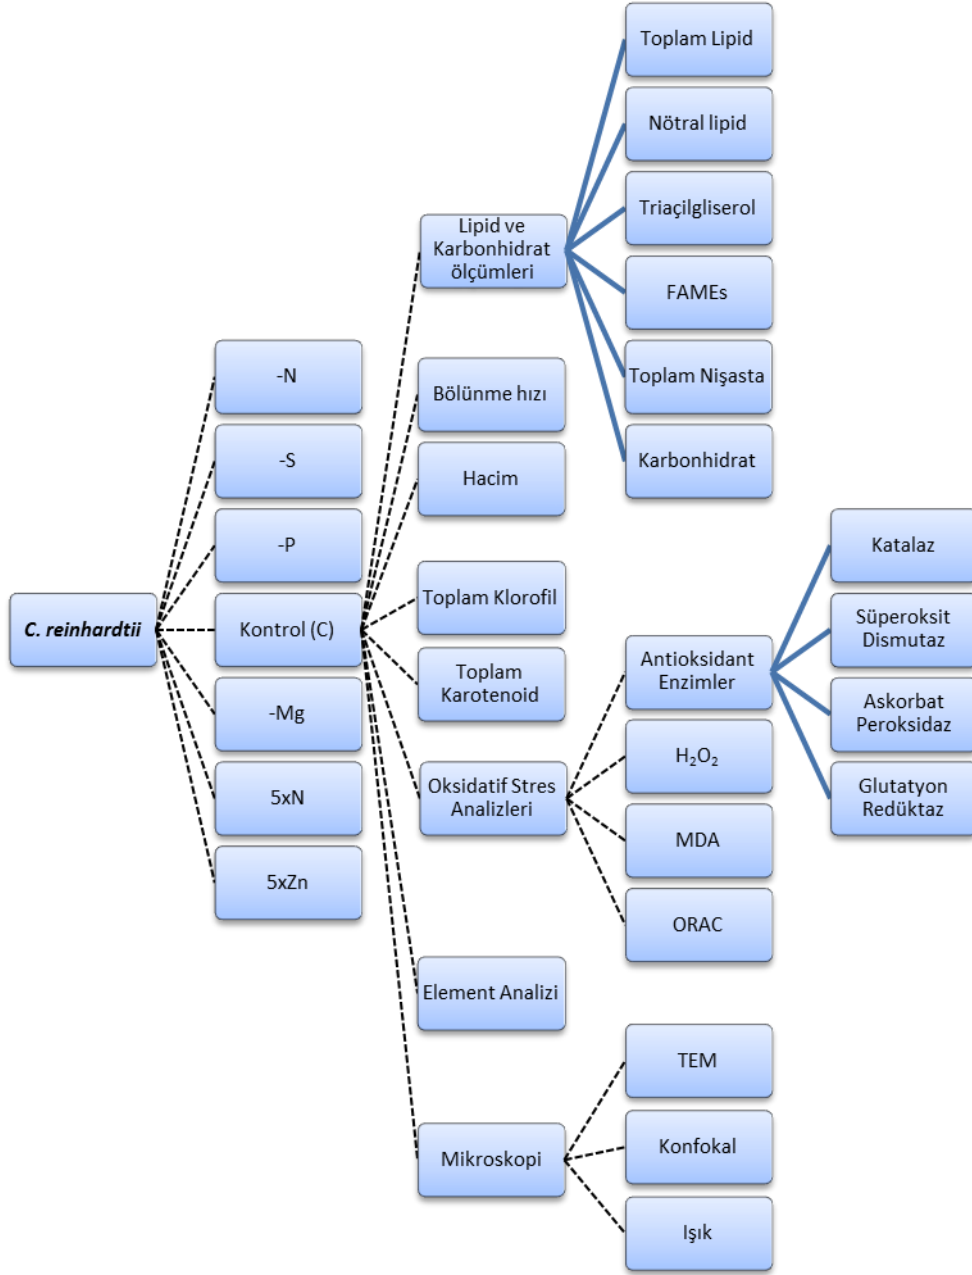 C. reinhardtii
-N
-S
-P
Kontrol (C)
-Mg
5xN
5xZn
Lipid ve
Karbonhidrat
ölçümleri
Bölünme hızı
Hacim
Toplam Klorofil
Toplam
Karotenoid
Oksidatif Stres
Analizleri
Element Analizi
Mikroskopi
Toplam Lipid
Nötral lipid
Triaçilgliserol
FAMEs
Toplam Nişasta
Karbonhidrat
Antioksidant
Enzimler
H₂O₂
MDA
ORAC
TEM
Konfokal
Işık
Katalaz
Süperoksit
Dismutaz
Askorbat
Peroksidaz
Glutatyon
Redüktaz